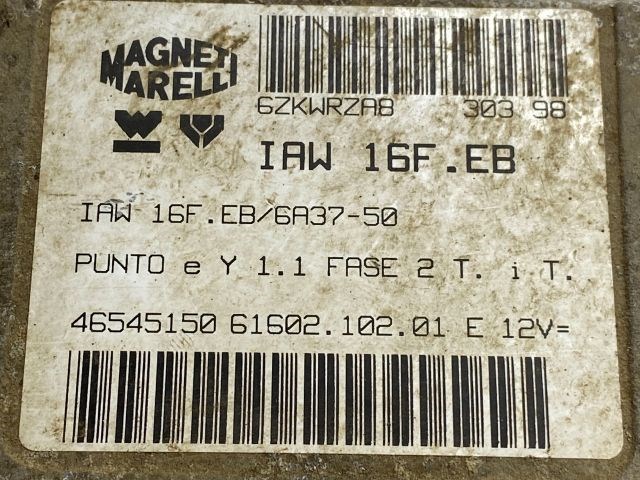 MAGNETI
MARELLI
6ZKWRZA8 303 98
IAW 16F.EB
IAW 16F.EB/6A37-50
PUNTO e Y 1.1 FASE 2 T. i T.
46545150 61602.102.01 E 12V=